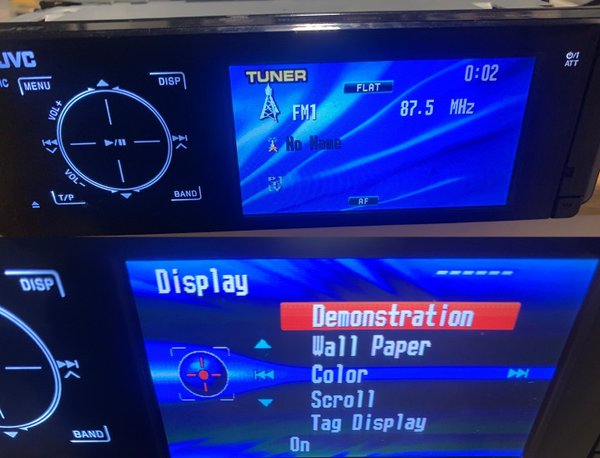 JVC
MENU
DISP
VOL+
VOL–
T/P
BAND
TUNER
0:02
FLAT
FM1
87.5 MHz
No Name
AF
⏻/I
ATT
DISP
BAND
Display
Demonstration
Wall Paper
Color
Scroll
Tag Display
On